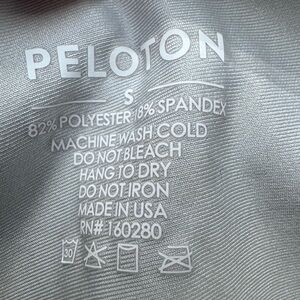 PELOTON
S
82% POLYESTER 18% SPANDEX
MACHINE WASH COLD
DO NOT BLEACH
HANG TO DRY
DO NOT IRON
MADE IN USA
RN# 160280
30